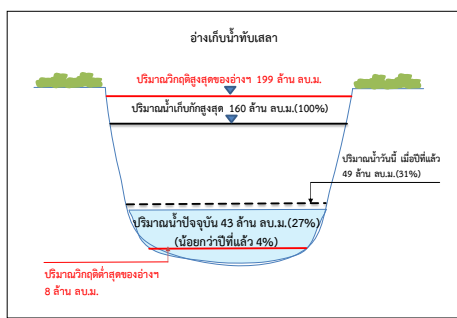 อ่างเก็บน้ำทับเสลา
ปริมาณวิกฤติสูงสุดของอ่างฯ 199 ล้าน ลบ.ม.
ปริมาณน้ำเก็บกักสูงสุด 160 ล้าน ลบ.ม.(100%)
ปริมาณน้ำวันนี้ เมื่อปีที่แล้ว
49 ล้าน ลบ.ม.(31%)
ปริมาณน้ำปัจจุบัน 43 ล้าน ลบ.ม.(27%)
(น้อยกว่าปีที่แล้ว 4%)
ปริมาณวิกฤติต่ำสุดของอ่างฯ
8 ล้าน ลบ.ม.